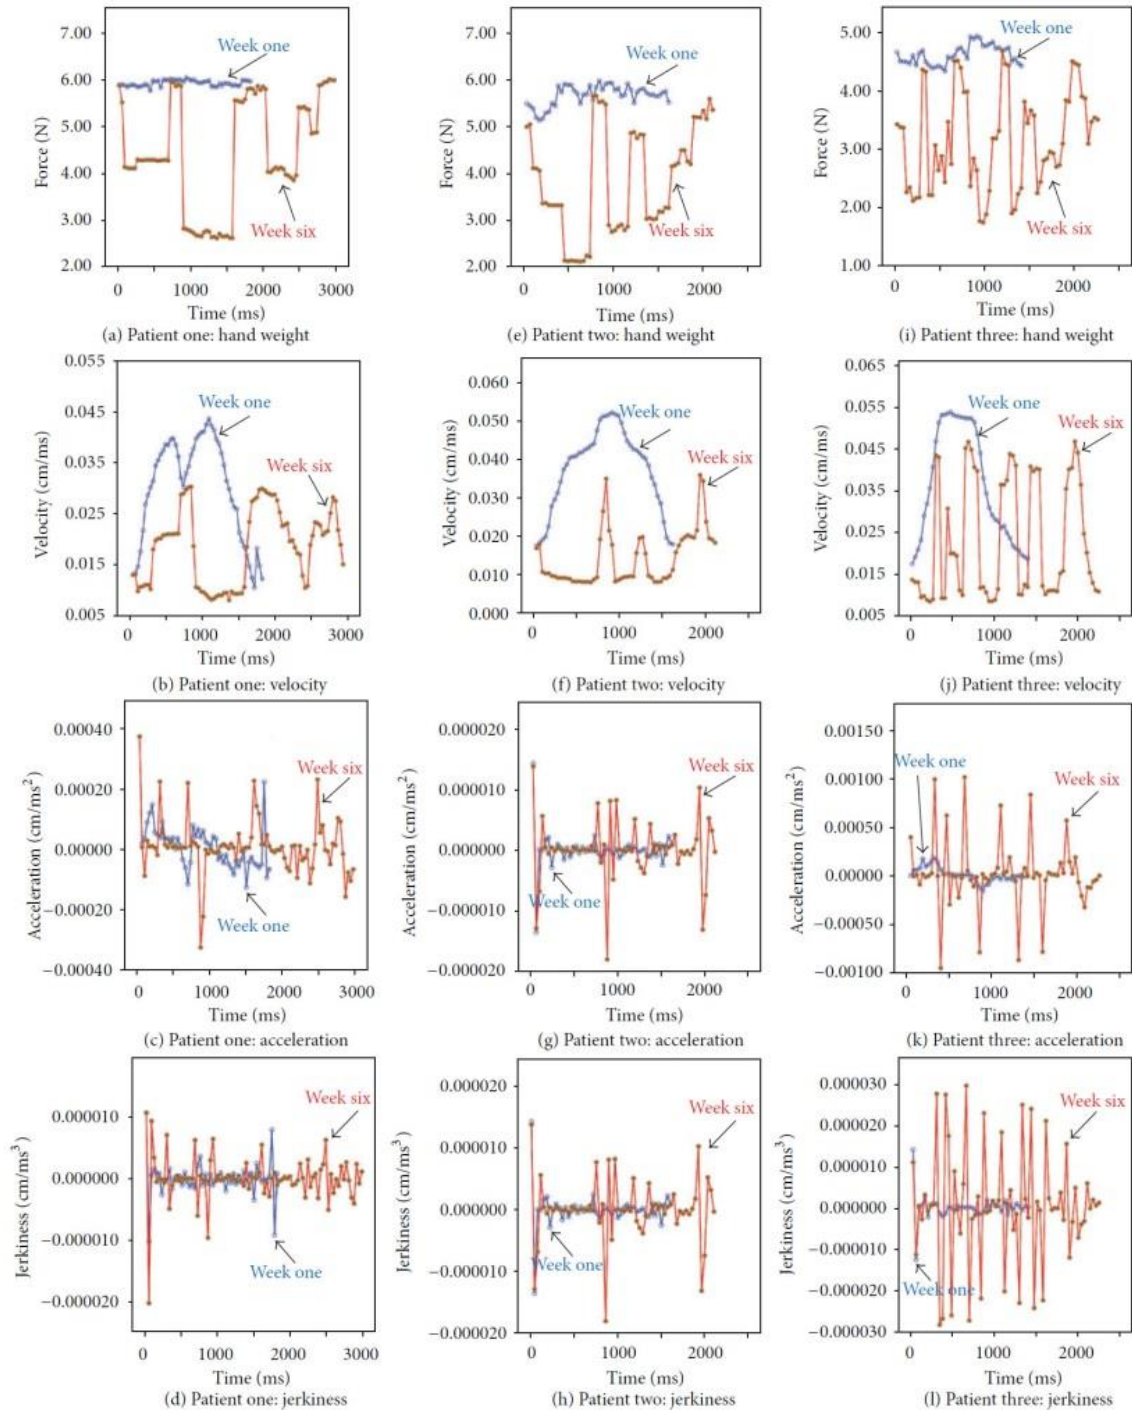 7.00
6.00
5.00
4.00
3.00
2.00
Force (N)
Week one
Week six
0 1000 2000 3000
Time (ms)
(a) Patient one: hand weight
7.00
6.00
5.00
4.00
3.00
2.00
Force (N)
Week one
Week six
0 1000 2000
Time (ms)
(e) Patient two: hand weight
5.00
4.00
3.00
2.00
1.00
Force (N)
Week one
Week six
0 1000 2000
Time (ms)
(i) Patient three: hand weight
0.055
0.045
0.035
0.025
0.015
0.005
Velocity (cm/ms)
Week one
Week six
0 1000 2000 3000
Time (ms)
(b) Patient one: velocity
0.060
0.050
0.040
0.030
0.020
0.010
0.000
Velocity (cm/ms)
Week one
Week six
0 1000 2000
Time (ms)
(f) Patient two: velocity
0.065
0.055
0.045
0.035
0.025
0.015
0.005
Velocity (cm/ms)
Week one
Week six
0 1000 2000
Time (ms)
(j) Patient three: velocity
0.00040
0.00020
0.00000
−0.00020
−0.00040
Acceleration (cm/ms²)
Week six
Week one
0 1000 2000 3000
Time (ms)
(c) Patient one: acceleration
0.000020
0.000010
0.000000
−0.000010
−0.000020
Acceleration (cm/ms²)
Week six
Week one
0 1000 2000
Time (ms)
(g) Patient two: acceleration
0.00150
0.00100
0.00050
0.00000
−0.00050
−0.00100
Acceleration (cm/ms²)
Week one
Week six
0 1000 2000
Time (ms)
(k) Patient three: acceleration
0.000010
0.000000
−0.000010
−0.000020
Jerkiness (cm/ms³)
Week six
Week one
0 1000 2000 3000
Time (ms)
(d) Patient one: jerkiness
0.000020
0.000010
0.000000
−0.000010
−0.000020
Jerkiness (cm/ms³)
Week six
Week one
0 1000 2000
Time (ms)
(h) Patient two: jerkiness
0.000030
0.000020
0.000010
0.000000
−0.000010
−0.000020
−0.000030
Jerkiness (cm/ms³)
Week six
Week one
0 1000 2000
Time (ms)
(l) Patient three: jerkiness